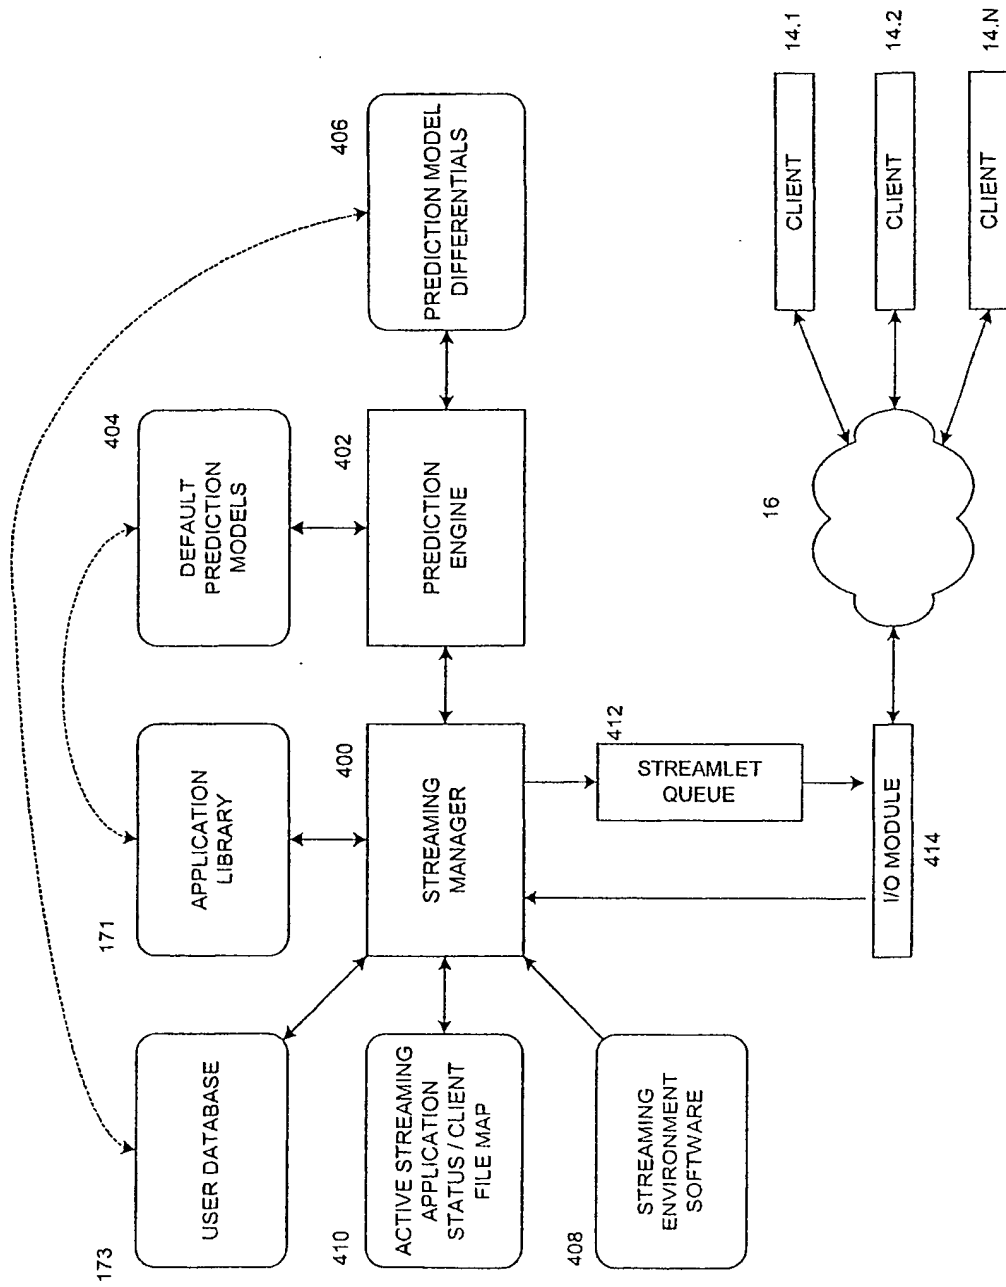 173
USER DATABASE
171
APPLICATION
LIBRARY
404
DEFAULT
PREDICTION
MODELS
406
PREDICTION MODEL
DIFFERENTIALS
410
ACTIVE STREAMING
APPLICATION
STATUS / CLIENT
FILE MAP
400
STREAMING
MANAGER
402
PREDICTION
ENGINE
408
STREAMING
ENVIRONMENT
SOFTWARE
412
STREAMLET
QUEUE
414
I/O MODULE
16
CLIENT
14.1
CLIENT
14.2
CLIENT
14.N